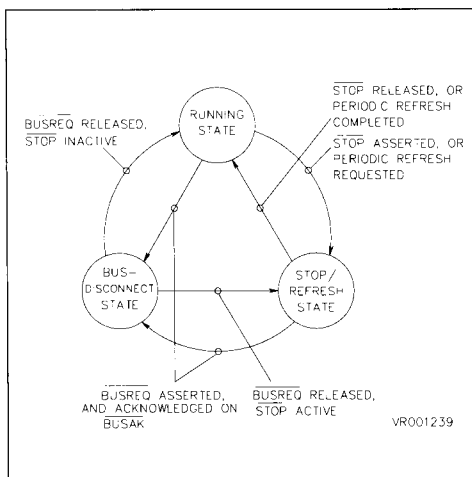 STOP RELEASED, OR
PERIODIC REFRESH
COMPLETED
BUSREQ RELEASED,
STOP INACTIVE
RUNNING
STATE
STOP ASSERTED, OR
PERIODIC REFRESH
REQUESTED
BUS-
DISCONNECT
STATE
STOP/
REFRESH
STATE
BUSREQ ASSERTED,
AND ACKNOWLEDGED ON
BUSAK
BUSREQ RELEASED,
STOP ACTIVE
VR001239